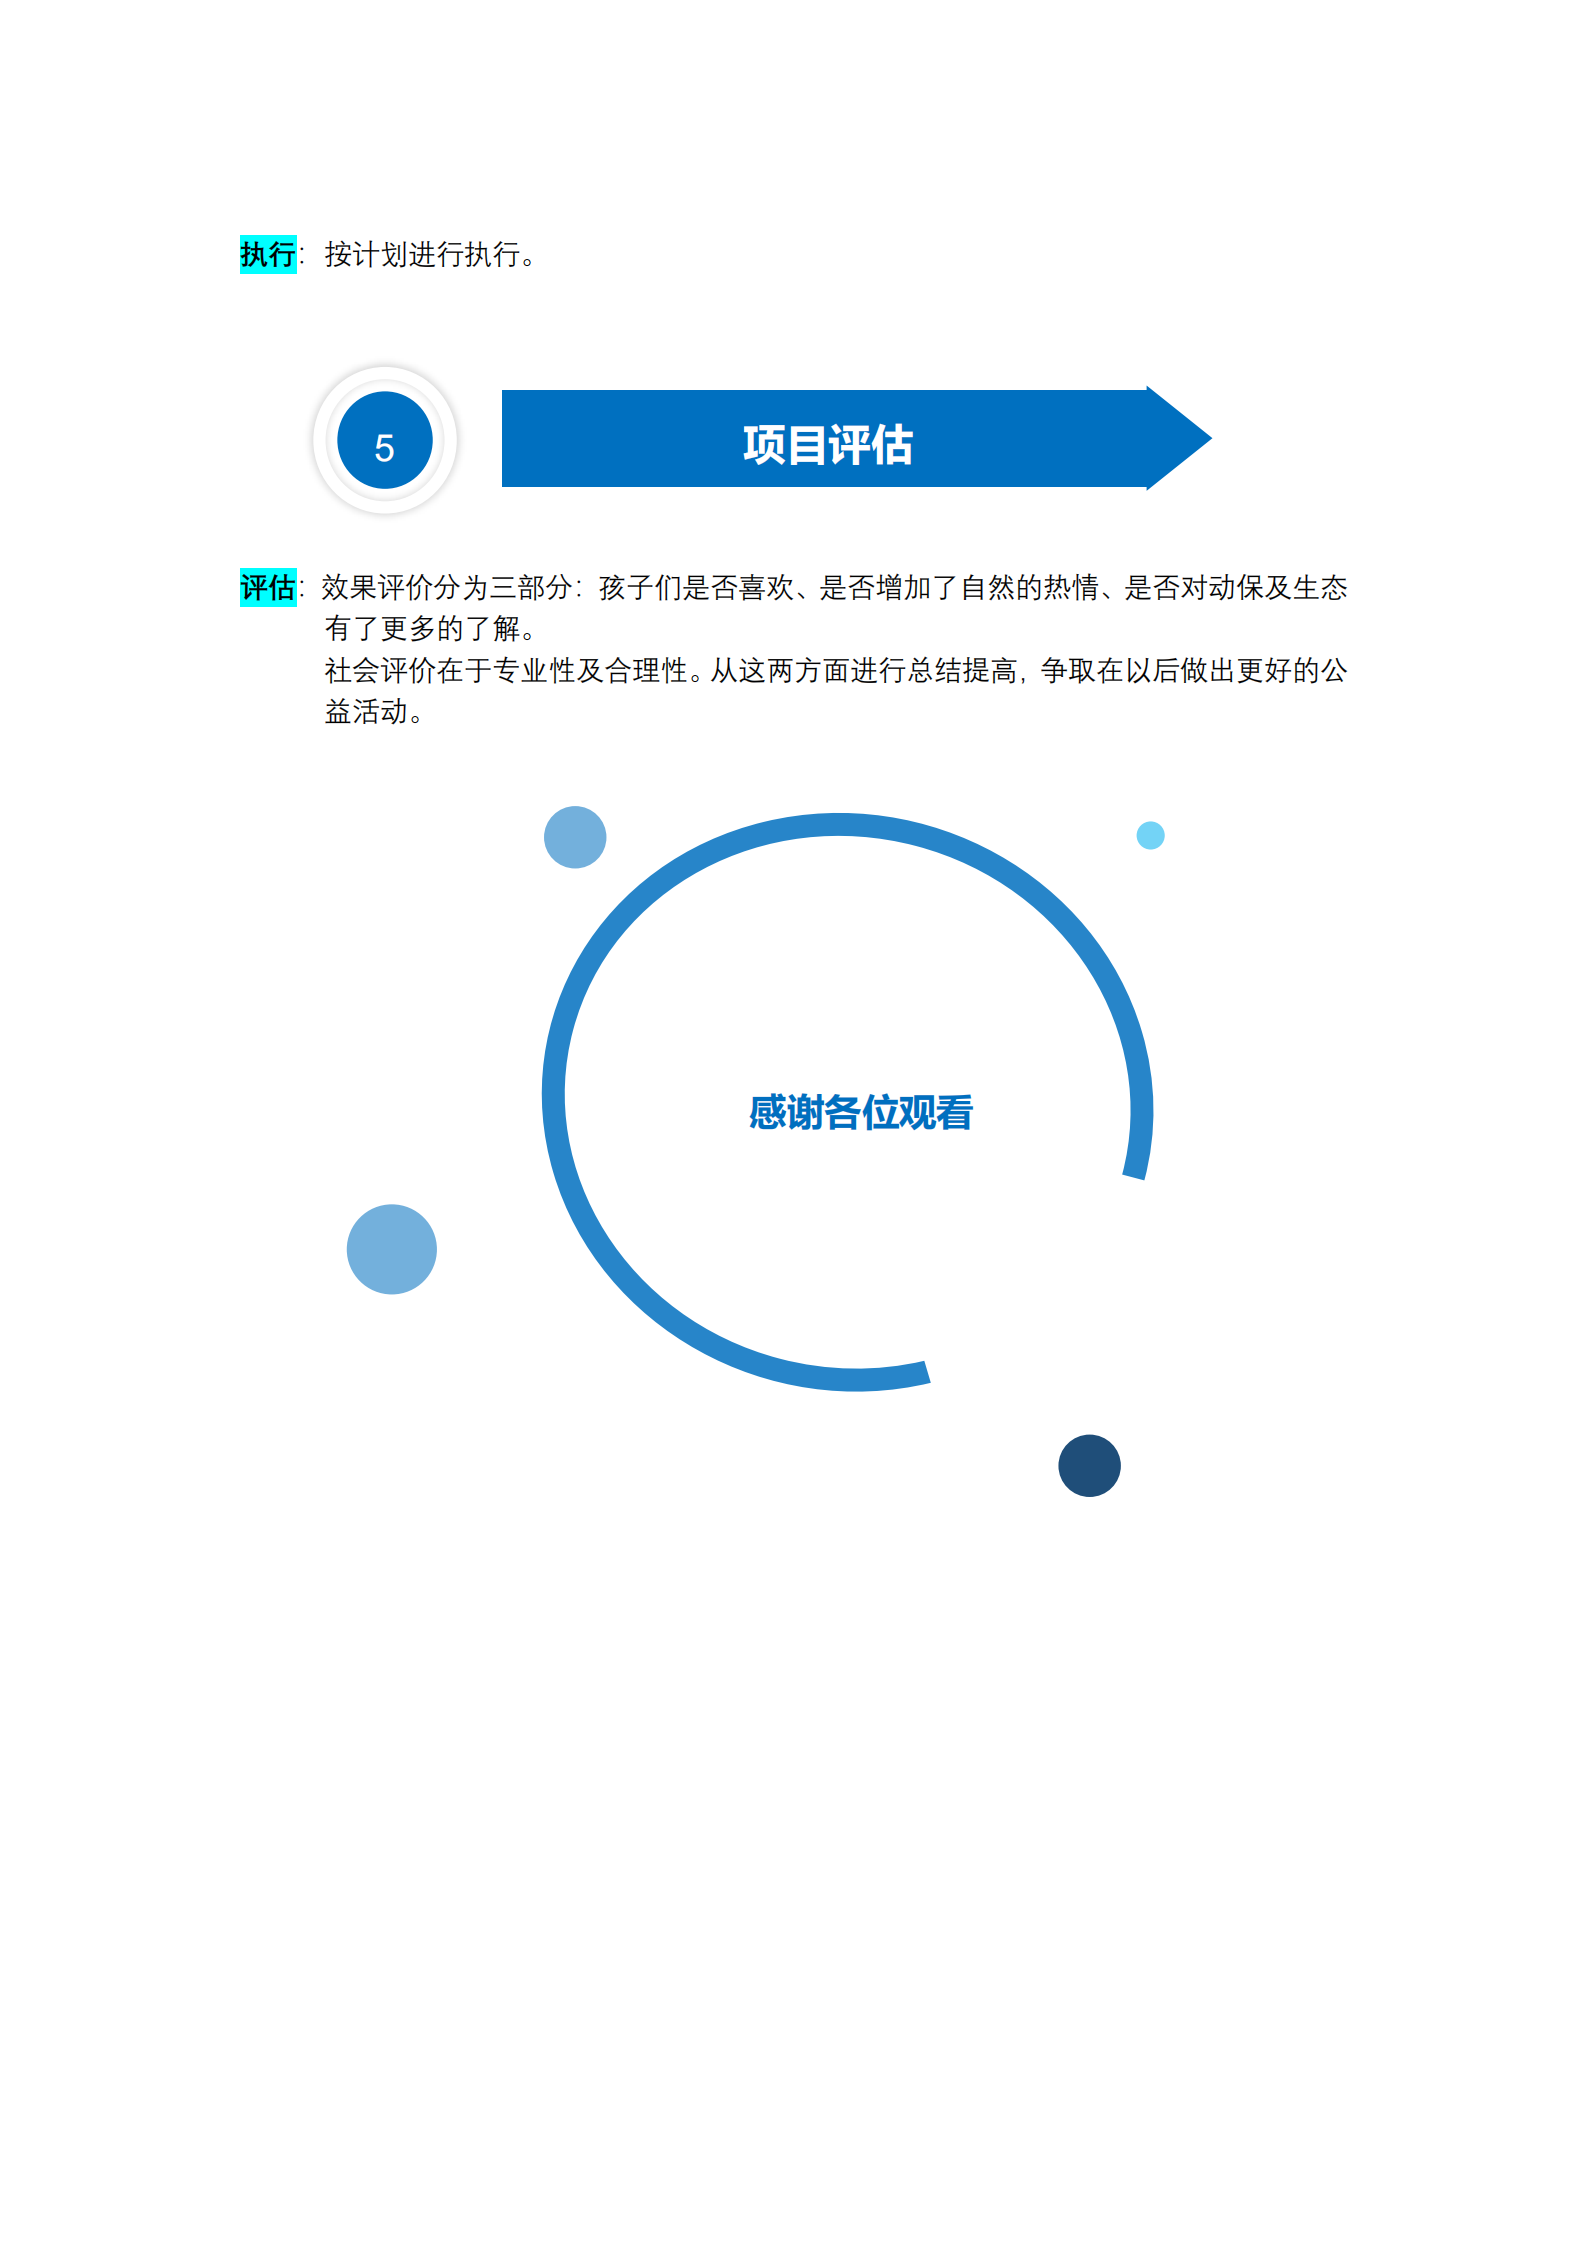 执行：按计划进行执行。
5
项目评估
评估：效果评价分为三部分：孩子们是否喜欢、是否增加了自然的热情、是否对动保及生态
有了更多的了解。
社会评价在于专业性及合理性。从这两方面进行总结提高，争取在以后做出更好的公
益活动。
感谢各位观看